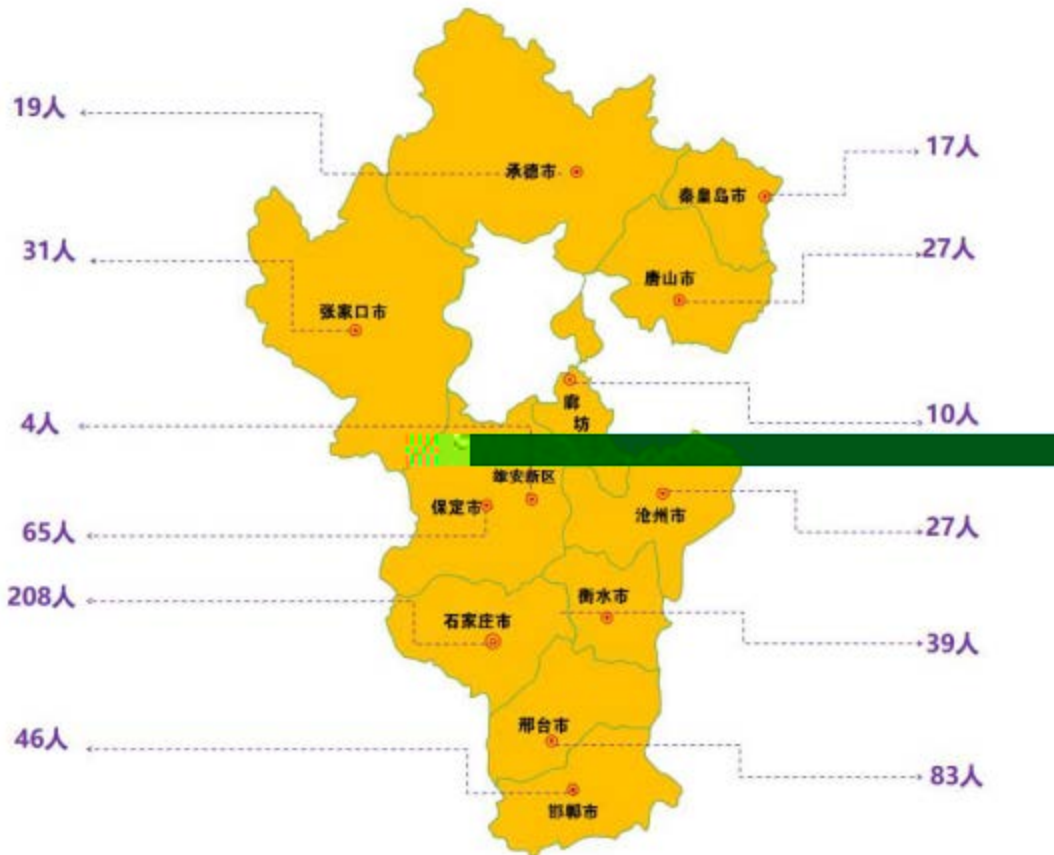 19人
承德市
17人
秦皇岛市
31人
27人
唐山市
张家口市
4人
10人
廊
坊
雄安新区
保定市
沧州市
65人
27人
208人
衡水市
石家庄市
39人
46人
邢台市
83人
邯郸市